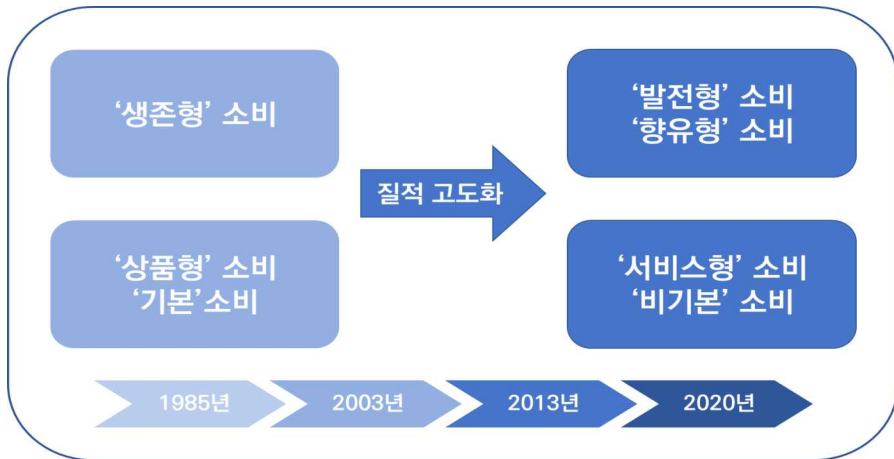 ‘생존형’ 소비
‘발전형’ 소비
‘향유형’ 소비
질적 고도화
‘상품형’ 소비
‘기본’소비
‘서비스형’ 소비
‘비기본’ 소비
1985년
2003년
2013년
2020년